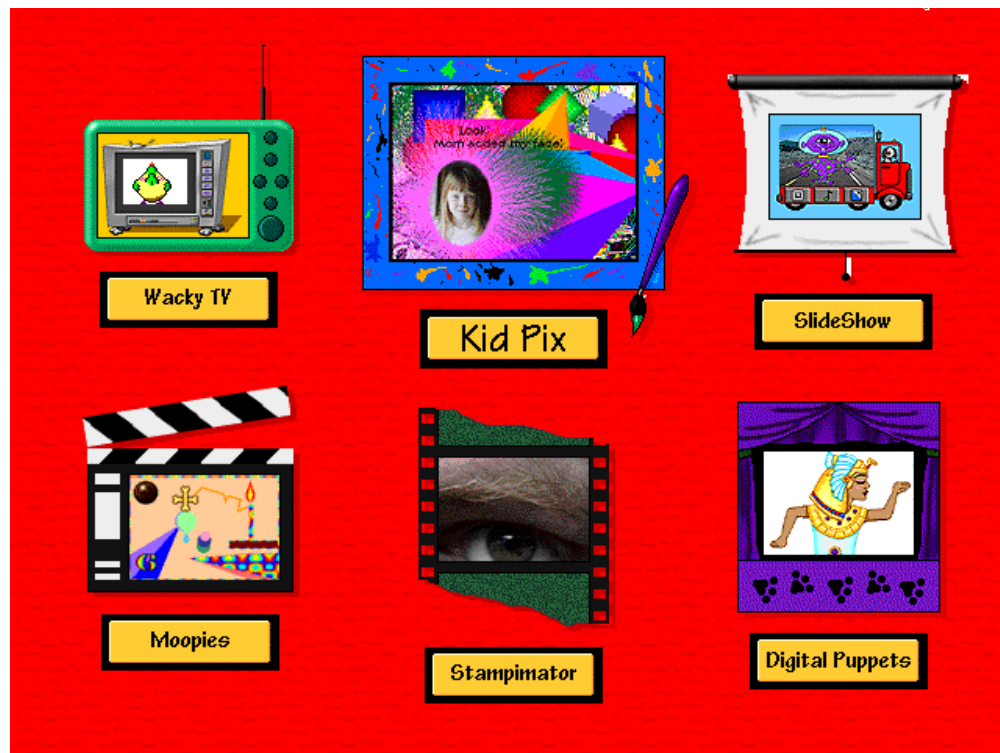 Look
Mom added my face!
Wacky TV
Kid Pix
SlideShow
Moopies
Stampimator
Digital Puppets